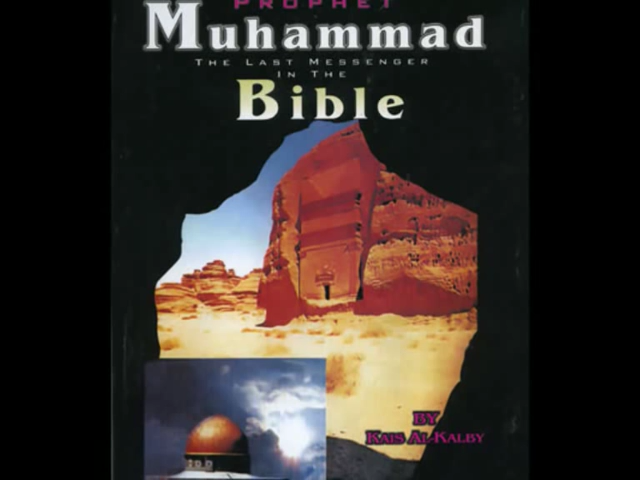 PROPHET
Muhammad
THE LAST MESSENGER
IN THE
Bible
BY
KAIS AL-KALBY